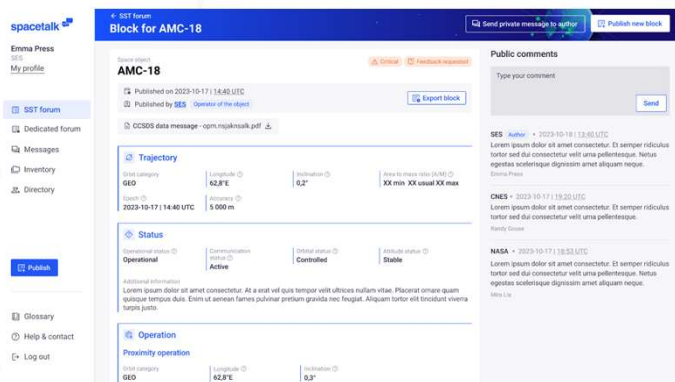 spacetalk
Emma Press
SES
My profile
SST forum
Dedicated forum
Messages
Inventory
Directory
Publish
Glossary
Help & contact
Log out
← SST forum
Block for AMC-18
Send private message to author
Publish new block
Space object
AMC-18
Critical
Feedback requested
Published on 2023-10-17 | 14:40 UTC
Published by SES Operator of the object
Export block
CCSDS data message - opm.nsjaknsalk.pdf
Trajectory
Orbit category
GEO
Longitude
62,8°E
Inclination
0,2°
Area to mass ratio (A/M)
XX min XX usual XX max
Epoch
2023-10-17 | 14:40 UTC
Accuracy
5 000 m
Status
Operational status
Operational
Communication
status
Active
Orbital status
Controlled
Attitude status
Stable
Additional information
Lorem ipsum dolor sit amet consectetur. At a erat vel quis tempor velit ultrices nullam vitae. Placerat ornare quam
quisque tempus duis. Enim ut aenean fames pulvinar pretium gravida nec feugiat. Aliquam tortor elit tincidunt viverra
turpis justo.
Operation
Proximity operation
Orbit category
GEO
Longitude
62,8°E
Inclination
0,3°
Public comments
Type your comment
Send
SES Author • 2023-10-18 | 13:40 UTC
Lorem ipsum dolor sit amet consectetur. Et semper ridiculus
tortor sed dui consectetur velit urna pellentesque. Netus
egestas scelerisque dignissim amet aliquam neque.
Emma Press
CNES • 2023-10-17 | 19:20 UTC
Lorem ipsum dolor sit amet consectetur. Et semper ridiculus
tortor sed dui consectetur velit urna pellentesque.
Randy Gouse
NASA • 2023-10-17 | 18:53 UTC
Lorem ipsum dolor sit amet consectetur. Et semper ridiculus
tortor sed dui consectetur velit urna pellentesque. Netus
egestas scelerisque dignissim amet aliquam neque.
Mira Lia